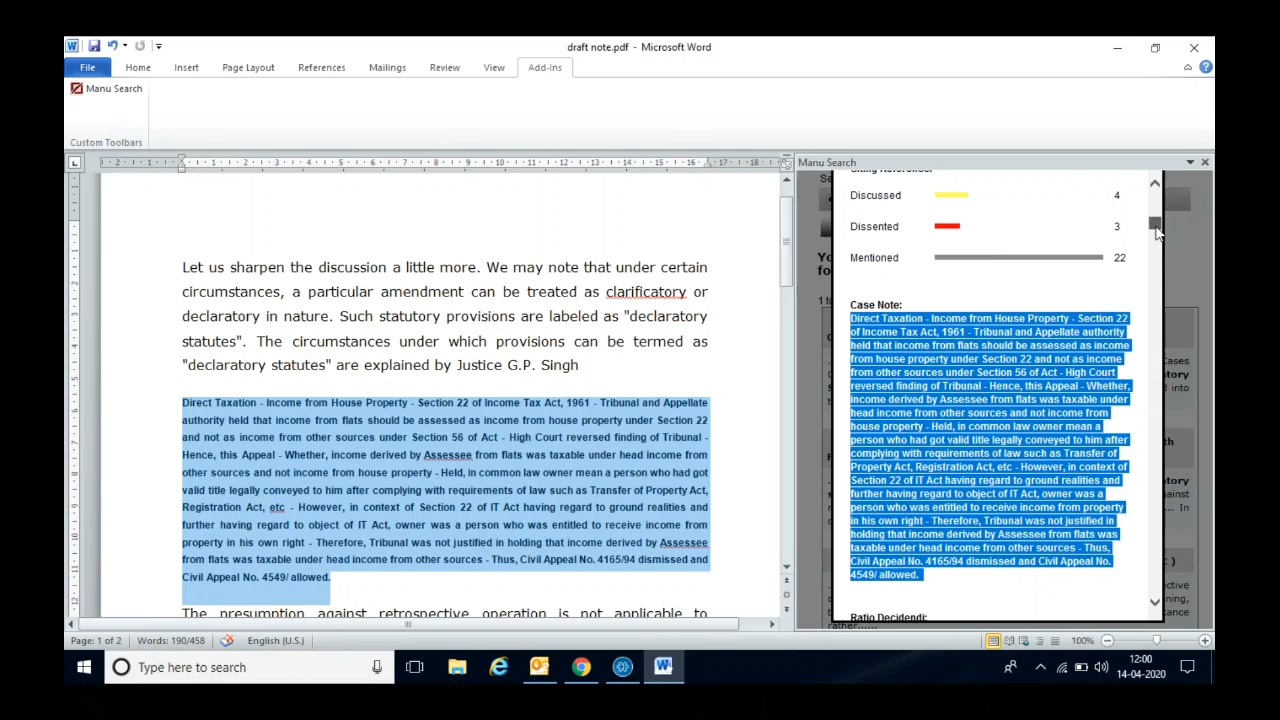 draft note.pdf - Microsoft Word
File Home Insert Page Layout References Mailings Review View Add-Ins
Manu Search
Custom Toolbars
Let us sharpen the discussion a little more. We may note that under certain
circumstances, a particular amendment can be treated as clarificatory or
declaratory in nature. Such statutory provisions are labeled as "declaratory
statutes". The circumstances under which provisions can be termed as
"declaratory statutes" are explained by Justice G.P. Singh
Direct Taxation - Income from House Property - Section 22 of Income Tax Act, 1961 - Tribunal and Appellate
authority held that income from flats should be assessed as income from house property under Section 22
and not as income from other sources under Section 56 of Act - High Court reversed finding of Tribunal -
Hence, this Appeal - Whether, income derived by Assessee from flats was taxable under head income from
other sources and not income from house property - Held, in common law owner mean a person who had got
valid title legally conveyed to him after complying with requirements of law such as Transfer of Property Act,
Registration Act, etc - However, in context of Section 22 of IT Act having regard to ground realities and
further having regard to object of IT Act, owner was a person who was entitled to receive income from
property in his own right - Therefore, Tribunal was not justified in holding that income derived by Assessee
from flats was taxable under head income from other sources - Thus, Civil Appeal No. 4165/94 dismissed and
Civil Appeal No. 4549/ allowed.
The presumption against retrospective operation is not applicable to
Manu Search
Discussed 4
Dissented 3
Mentioned 22
Case Note:
Direct Taxation - Income from House Property - Section 22
of Income Tax Act, 1961 - Tribunal and Appellate authority
held that income from flats should be assessed as income
from house property under Section 22 and not as income
from other sources under Section 56 of Act - High Court
reversed finding of Tribunal - Hence, this Appeal - Whether,
income derived by Assessee from flats was taxable under
head income from other sources and not income from
house property - Held, in common law owner mean a
person who had got valid title legally conveyed to him after
complying with requirements of law such as Transfer of
Property Act, Registration Act, etc - However, in context of
Section 22 of IT Act having regard to ground realities and
further having regard to object of IT Act, owner was a
person who was entitled to receive income from property
in his own right - Therefore, Tribunal was not justified in
holding that income derived by Assessee from flats was
taxable under head income from other sources - Thus,
Civil Appeal No. 4165/94 dismissed and Civil Appeal No.
4549/ allowed.
Ratio Decidendi:
Page: 1 of 2 Words: 190/458 English (U.S.) 100%
Type here to search
12:00
14-04-2020